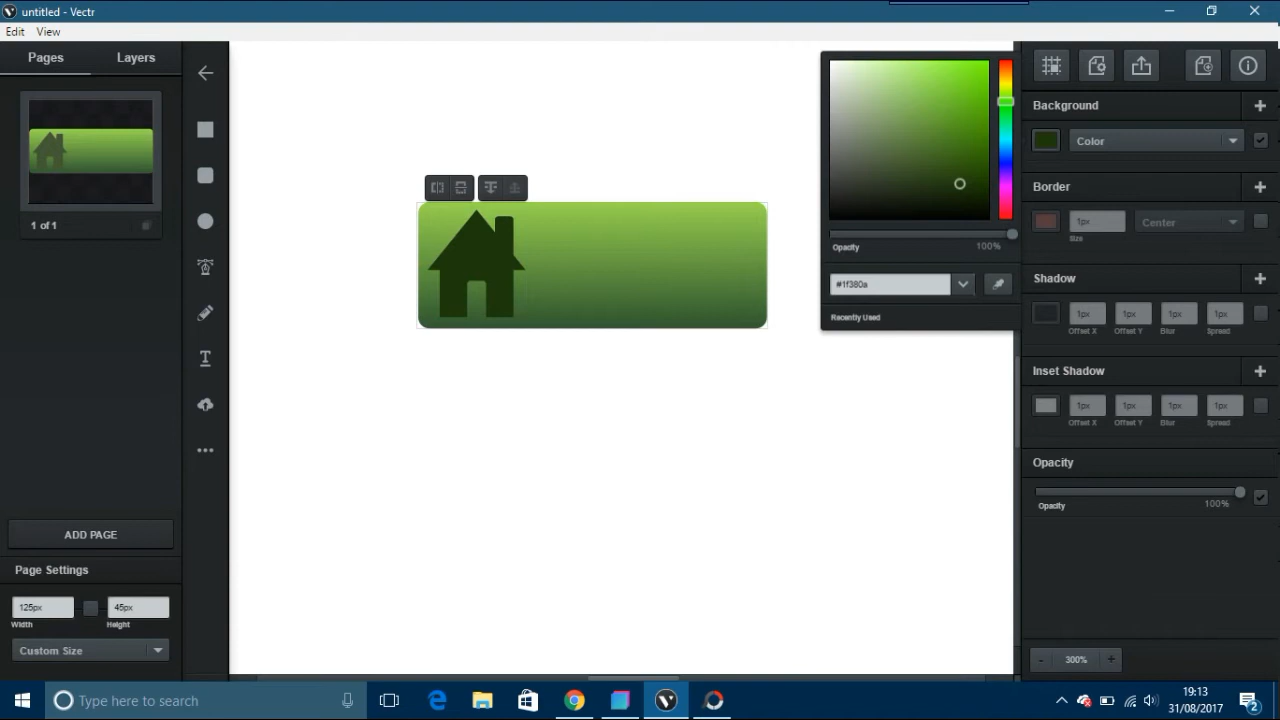 untitled - Vectr
Edit View
Pages Layers
1 of 1
ADD PAGE
Page Settings
125px 45px
Width Height
Custom Size
T
Opacity 100%
#1f380a
Recently Used
Background
Color
Border
1px Center
Size
Shadow
1px 1px 1px 1px
Offset X Offset Y Blur Spread
Inset Shadow
1px 1px 1px 1px
Offset X Offset Y Blur Spread
Opacity
Opacity 100%
- 300% +
Type here to search
19:13
31/08/2017
2